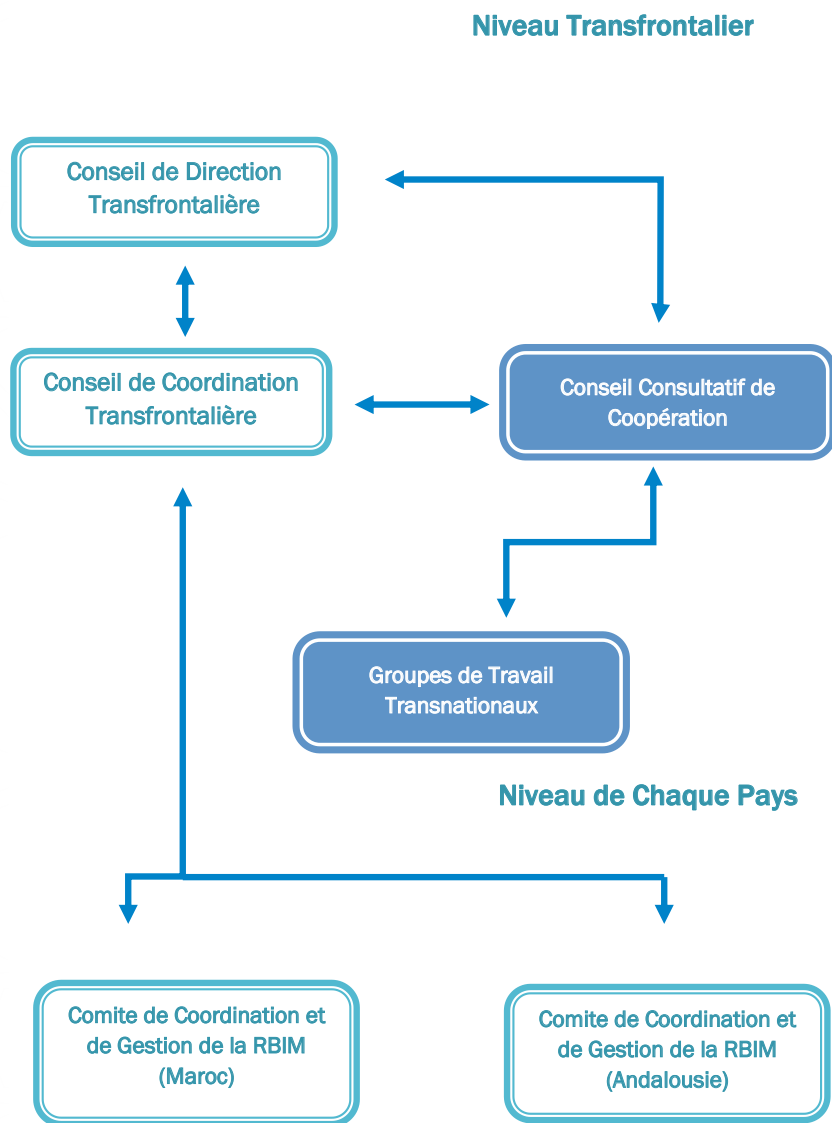 Niveau Transfrontalier
Conseil de Direction
Transfrontalière
Conseil de Coordination
Transfrontalière
Conseil Consultatif de
Coopération
Groupes de Travail
Transnationaux
Niveau de Chaque Pays
Comite de Coordination et
de Gestion de la RBIM
(Maroc)
Comite de Coordination et
de Gestion de la RBIM
(Andalousie)